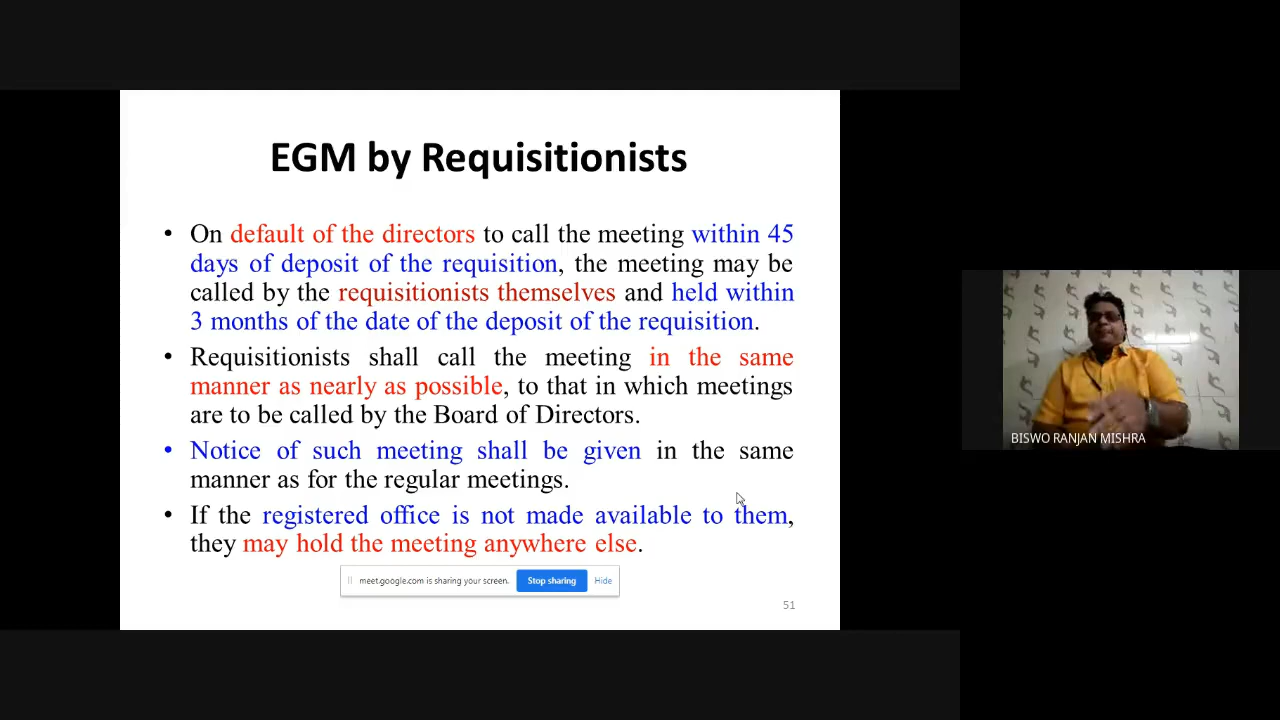 EGM by Requisitionists
• On default of the directors to call the meeting within 45
days of deposit of the requisition, the meeting may be
called by the requisitionists themselves and held within
3 months of the date of the deposit of the requisition.
• Requisitionists shall call the meeting in the same
manner as nearly as possible, to that in which meetings
are to be called by the Board of Directors.
• Notice of such meeting shall be given in the same
manner as for the regular meetings.
• If the registered office is not made available to them,
they may hold the meeting anywhere else.
meet.google.com is sharing your screen. Stop sharing Hide
51
BISWO RANJAN MISHRA